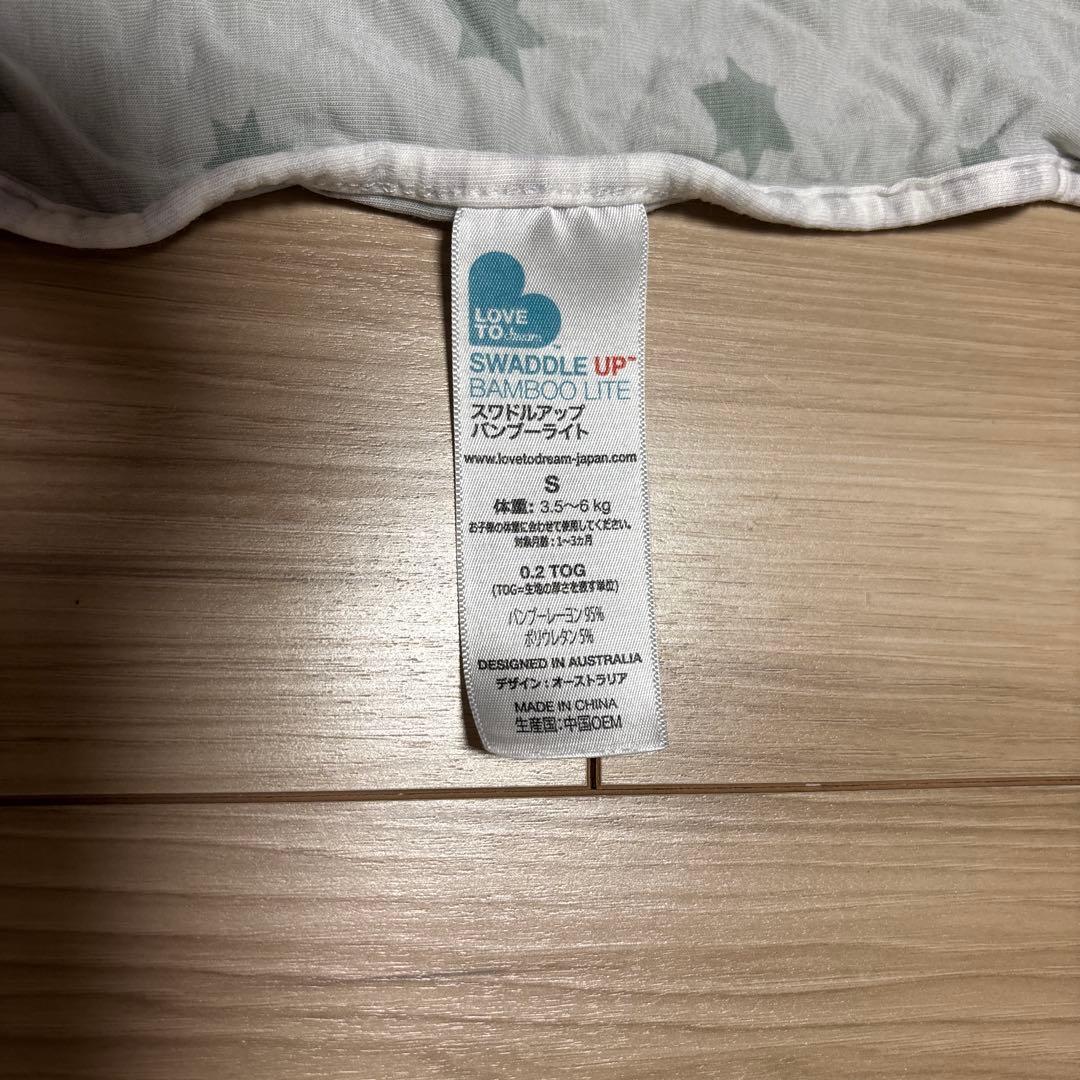 LOVE
TO Dream™
SWADDLE UP™
BAMBOO LITE
スワドルアップ
バンブーライト
www.lovetodream-japan.com
S
体重: 3.5〜6 kg
お子様の体重に合わせて使用してください。
対象月齢：1〜3ヵ月
0.2 TOG
(TOG=生地の厚さを表す単位)
バンブーレーヨン 95%
ポリウレタン 5%
DESIGNED IN AUSTRALIA
デザイン：オーストラリア
MADE IN CHINA
生産国：中国OEM